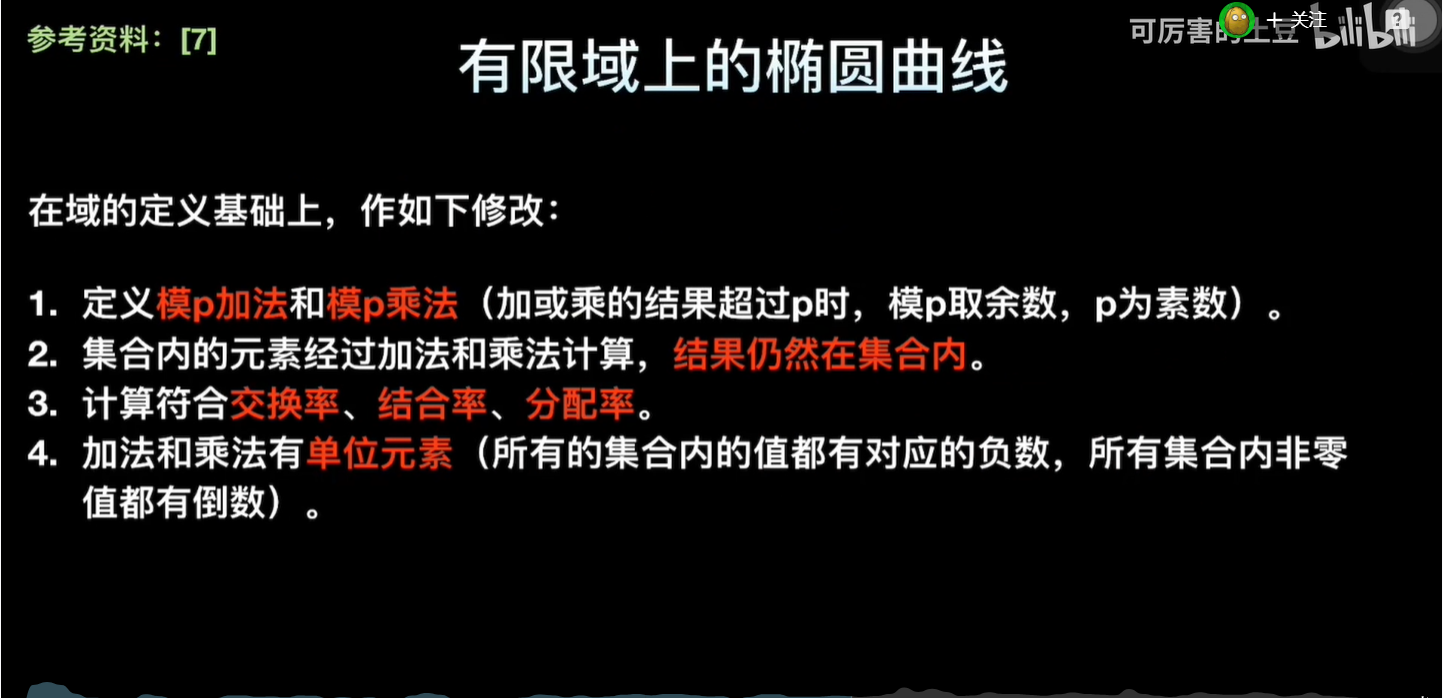 参考资料：[7]
可厉害的土豆
+ 关注
bilibili
有限域上的椭圆曲线
在域的定义基础上，作如下修改：
1. 定义模p加法和模p乘法（加或乘的结果超过p时，模p取余数，p为素数）。
2. 集合内的元素经过加法和乘法计算，结果仍然在集合内。
3. 计算符合交换率、结合率、分配率。
4. 加法和乘法有单位元素（所有的集合内的值都有对应的负数，所有集合内非零
值都有倒数）。